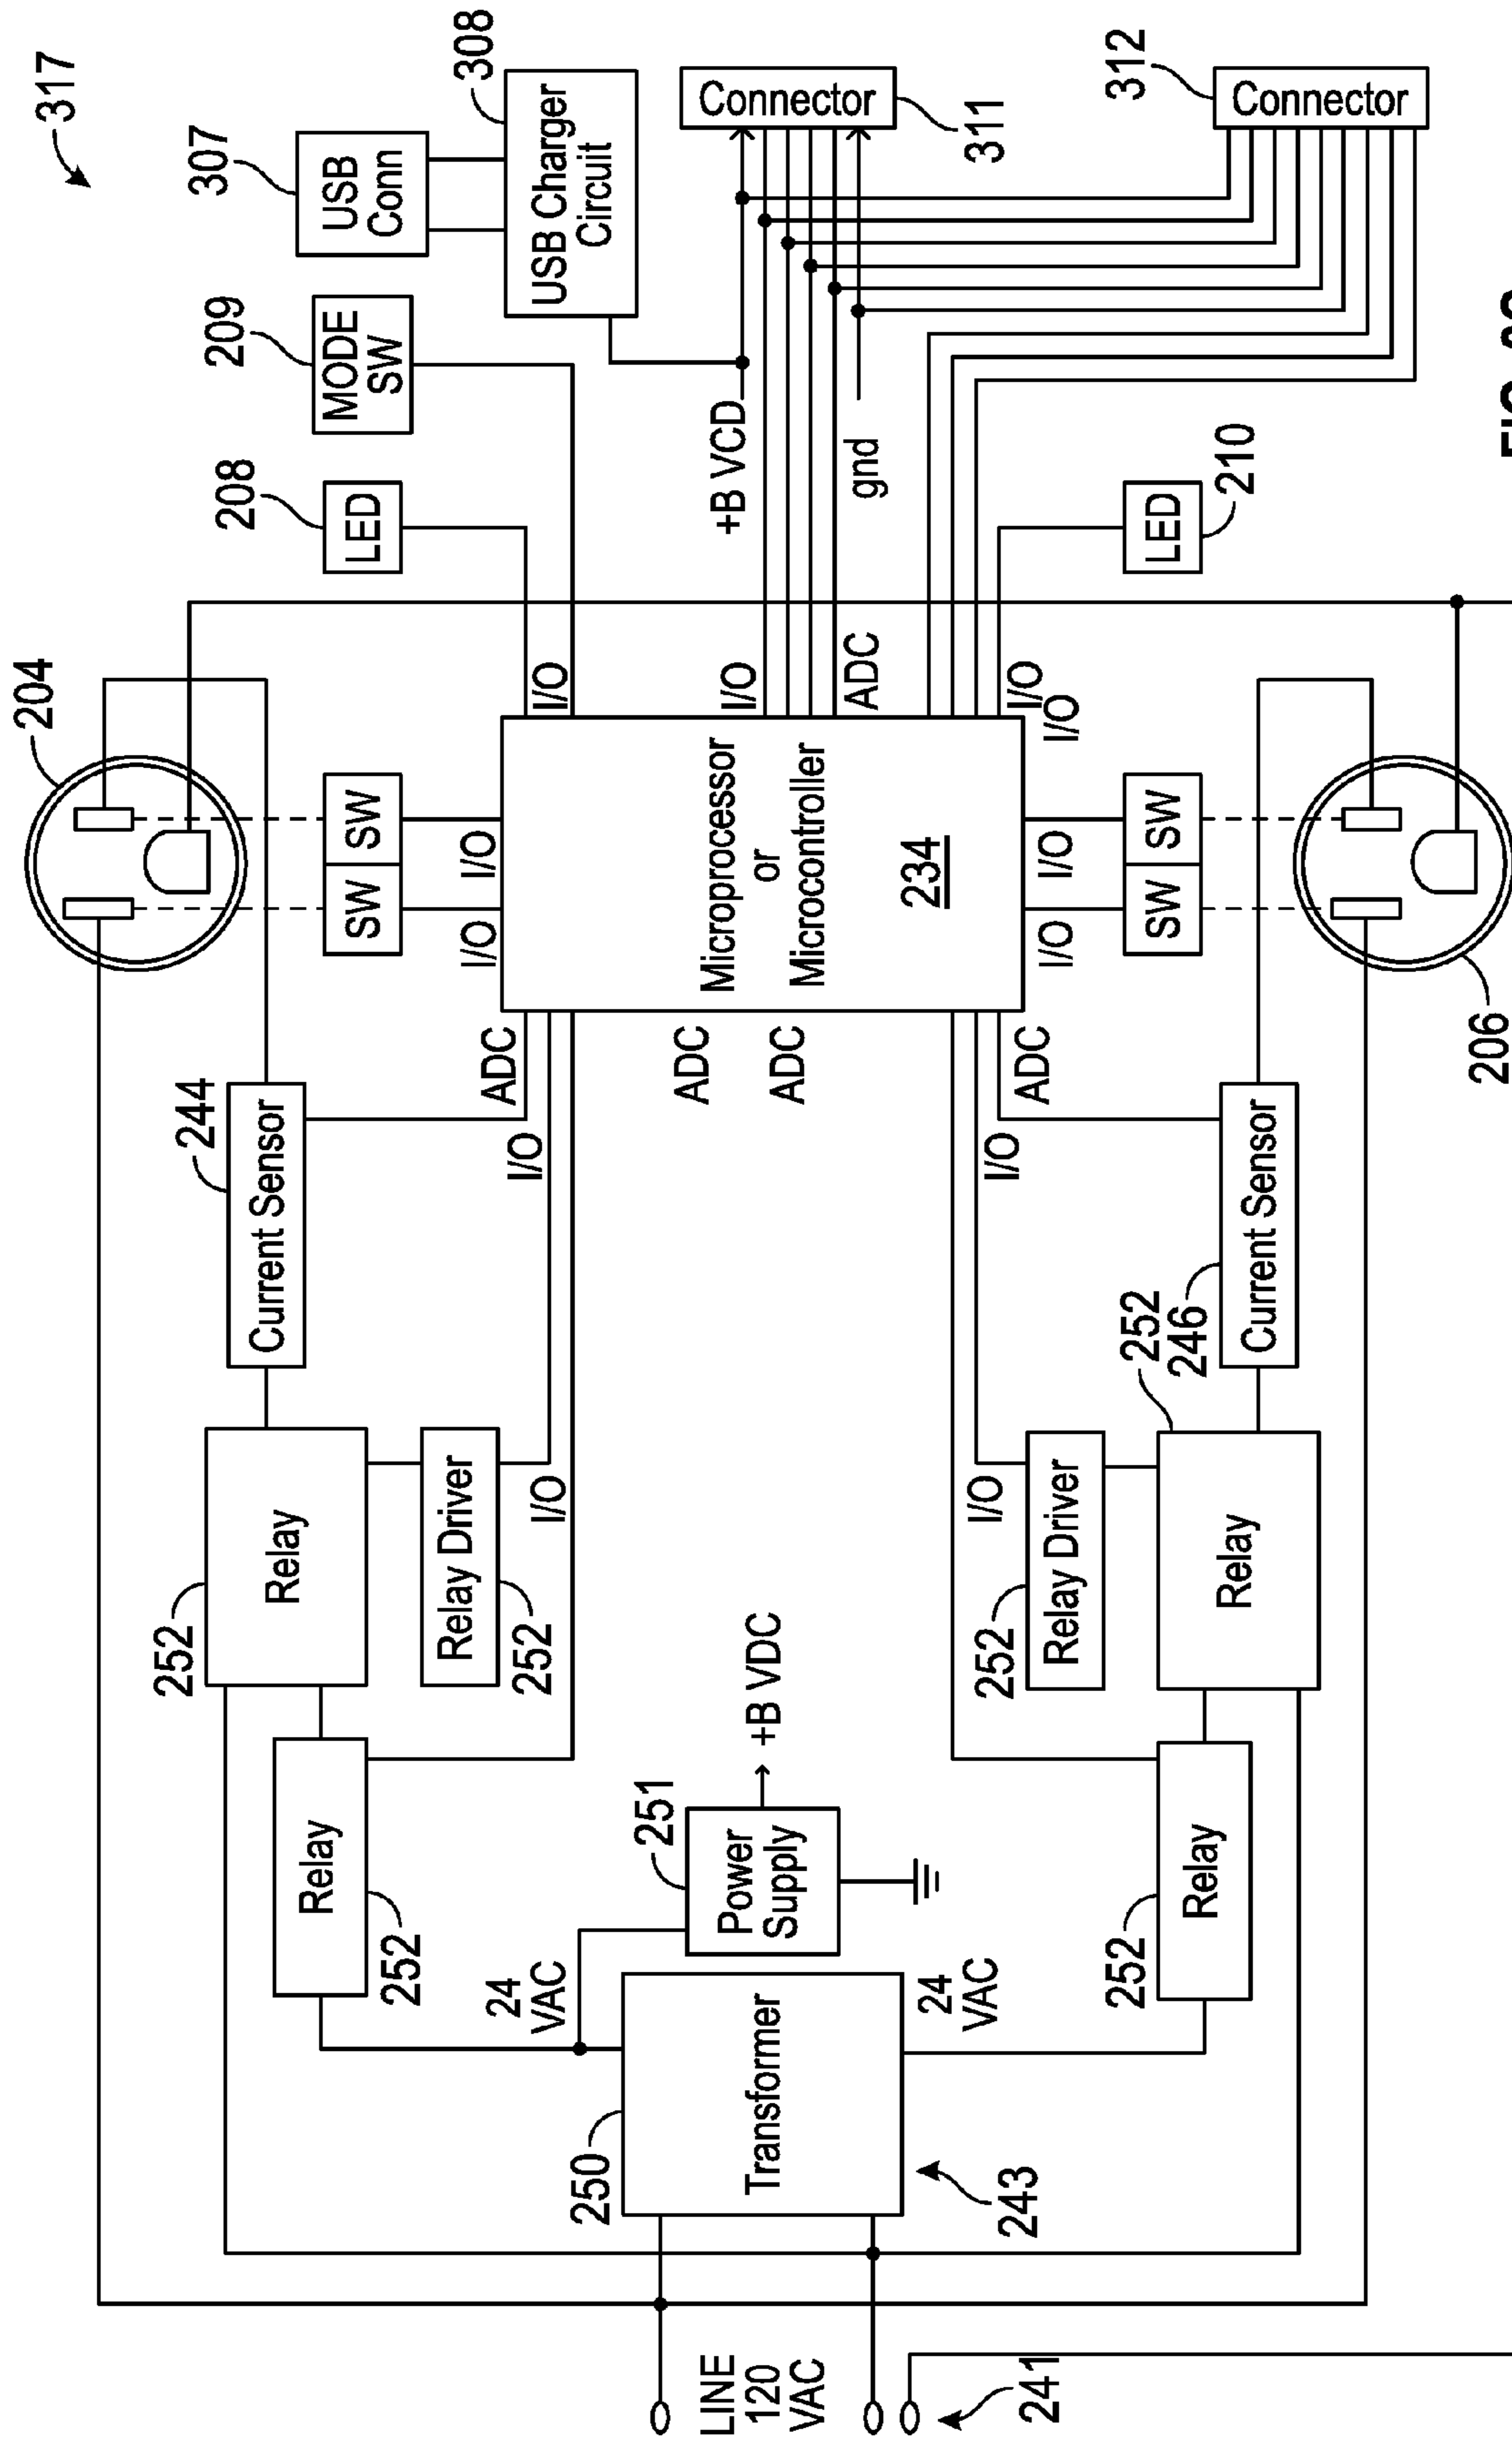 317
204
307
USB
Conn
308
USB Charger
Circuit
209
MODE
SW
208
LED
244
Current Sensor
252
Relay
Relay Driver
252
Relay
252
SW
SW
I/O
I/O
I/O
ADC
I/O
I/O
+B VCD
gnd
Connector
311
312
Connector
I/O
ADC
I/O
I/O
Microprocessor
or
Microcontroller
234
ADC
ADC
ADC
I/O
I/O
I/O
I/O
SW
SW
LED
210
206
24
VAC
251
Power
Supply
+B VDC
250
Transformer
24
VAC
243
LINE
120
VAC
241
252
Relay Driver
252
246
Current Sensor
Relay
252
Relay